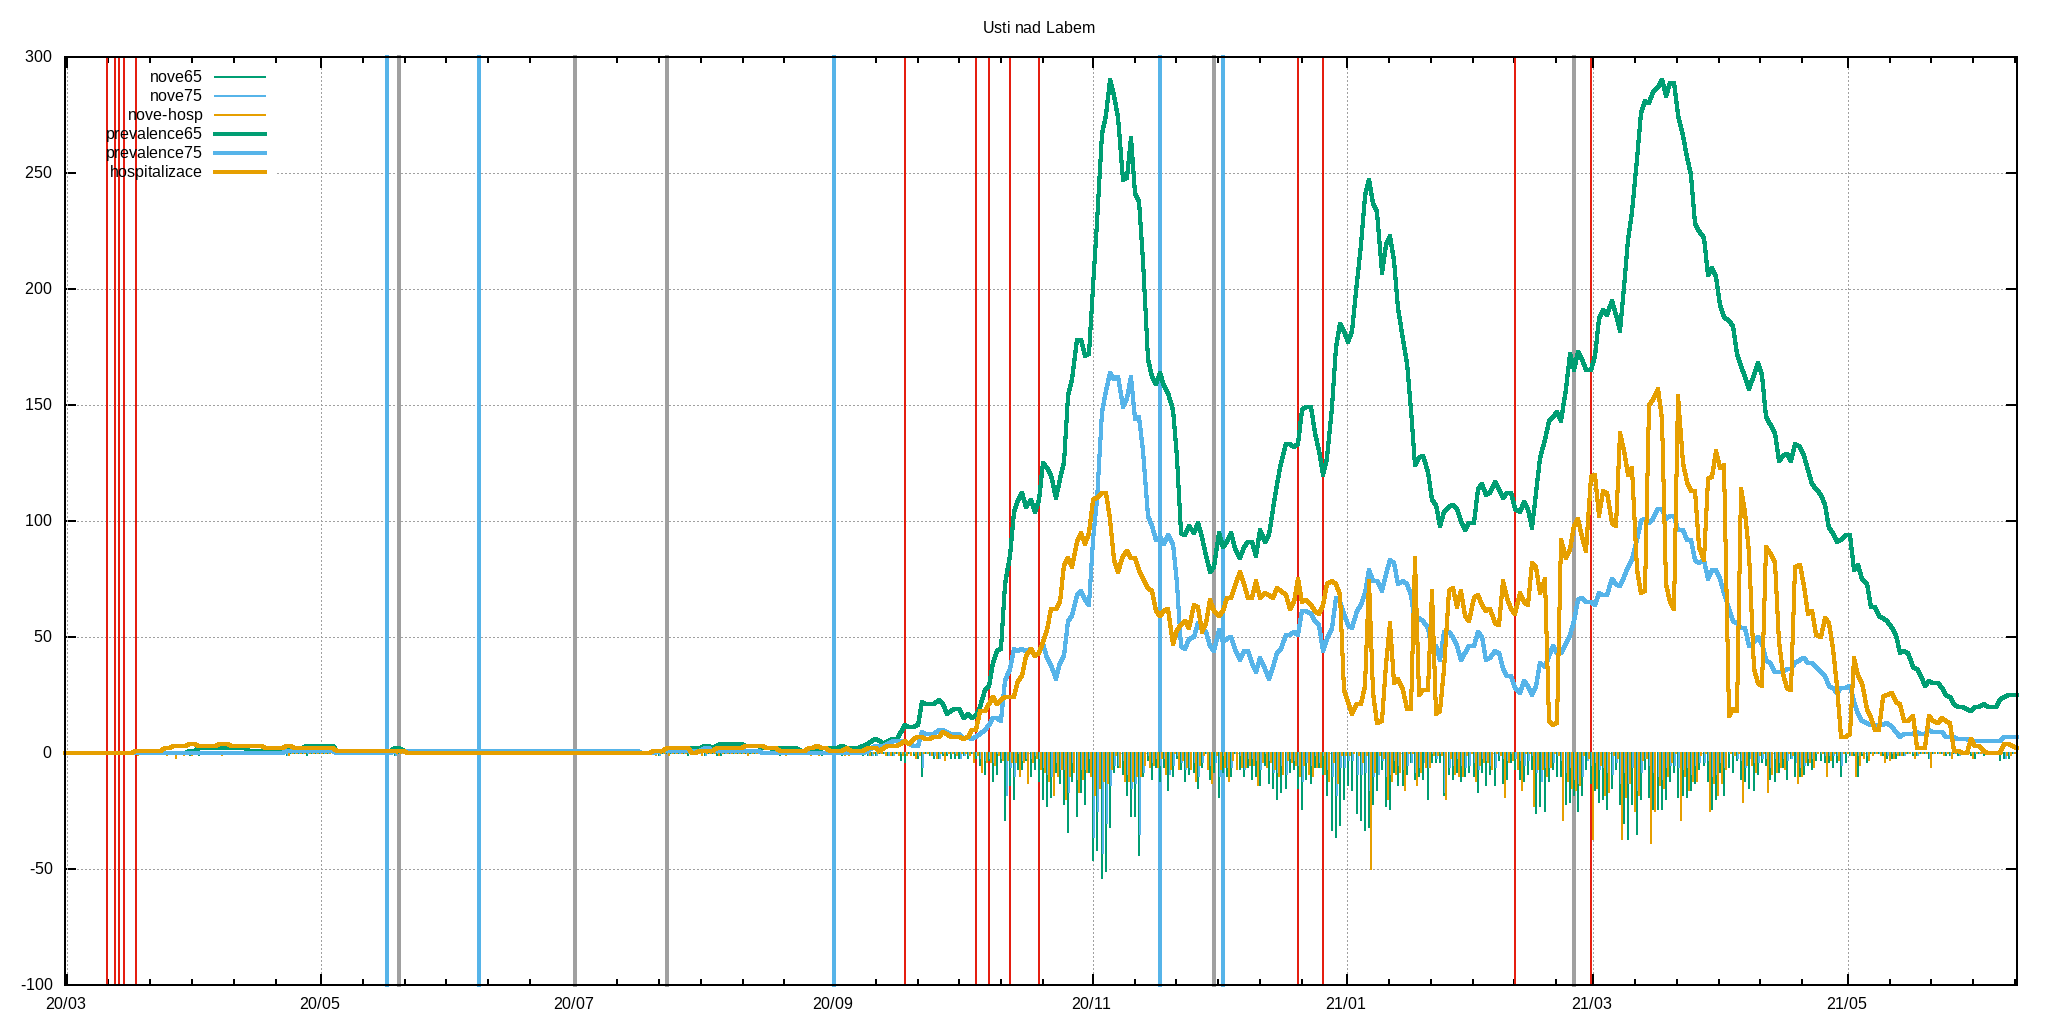 Usti nad Labem
300
250
200
150
100
50
0
-50
-100
nove65
nove75
nove-hosp
prevalence65
prevalence75
hospitalizace
20/03 20/05 20/07 20/09 20/11 21/01 21/03 21/05